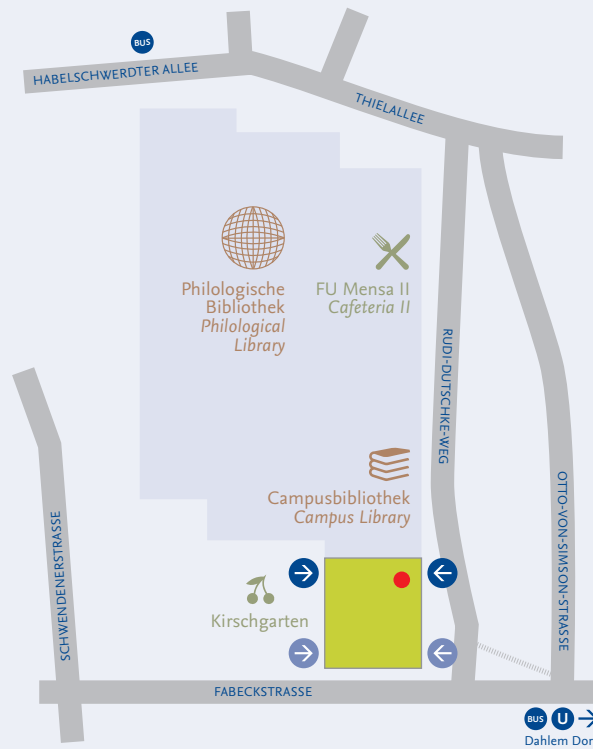 BUS
HABELSCHWERDTER ALLEE
THIELALLEE
Philologische
Bibliothek
Philological
Library
FU Mensa II
Cafeteria II
RUDI-DUTSCHKE-WEG
Campusbibliothek
Campus Library
OTTO-VON-SIMSON-STRASSE
SCHWENDENERSTRASSE
Kirschgarten
FABECKSTRASSE
BUS U
Dahlem Dor